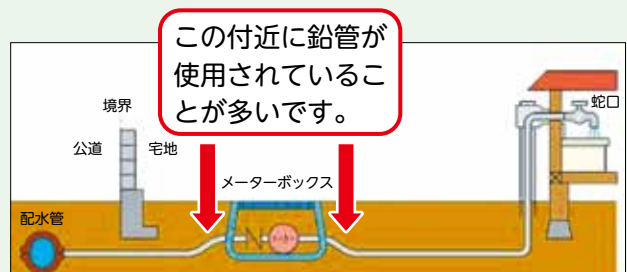 この付近に鉛管が
使用されているこ
とが多いです。
境界
公道
宅地
メーターボックス
蛇口
配水管